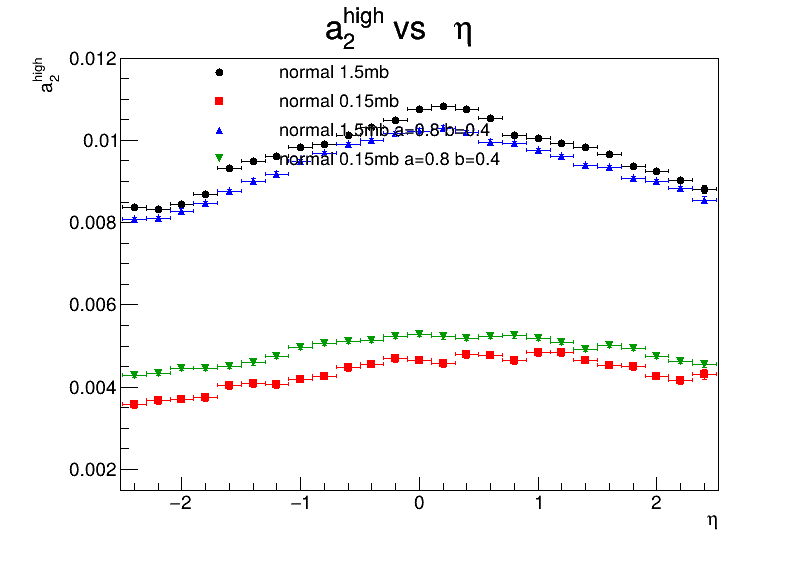 a₂ʰⁱᵍʰ vs η
a₂ʰⁱᵍʰ
0.012
0.010
0.008
0.006
0.004
0.002
normal 1.5mb
normal 0.15mb
normal 1.5mb a=0.8 b=0.4
normal 0.15mb a=0.8 b=0.4
−2 −1 0 1 2
η